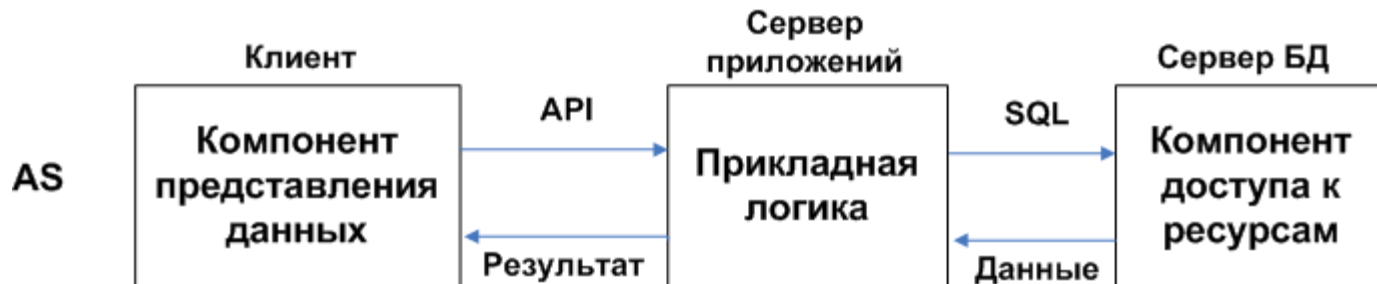 Клиент
Сервер
приложений
Сервер БД
AS
Компонент
представления
данных
API
Результат
Прикладная
логика
SQL
Данные
Компонент
доступа к
ресурсам